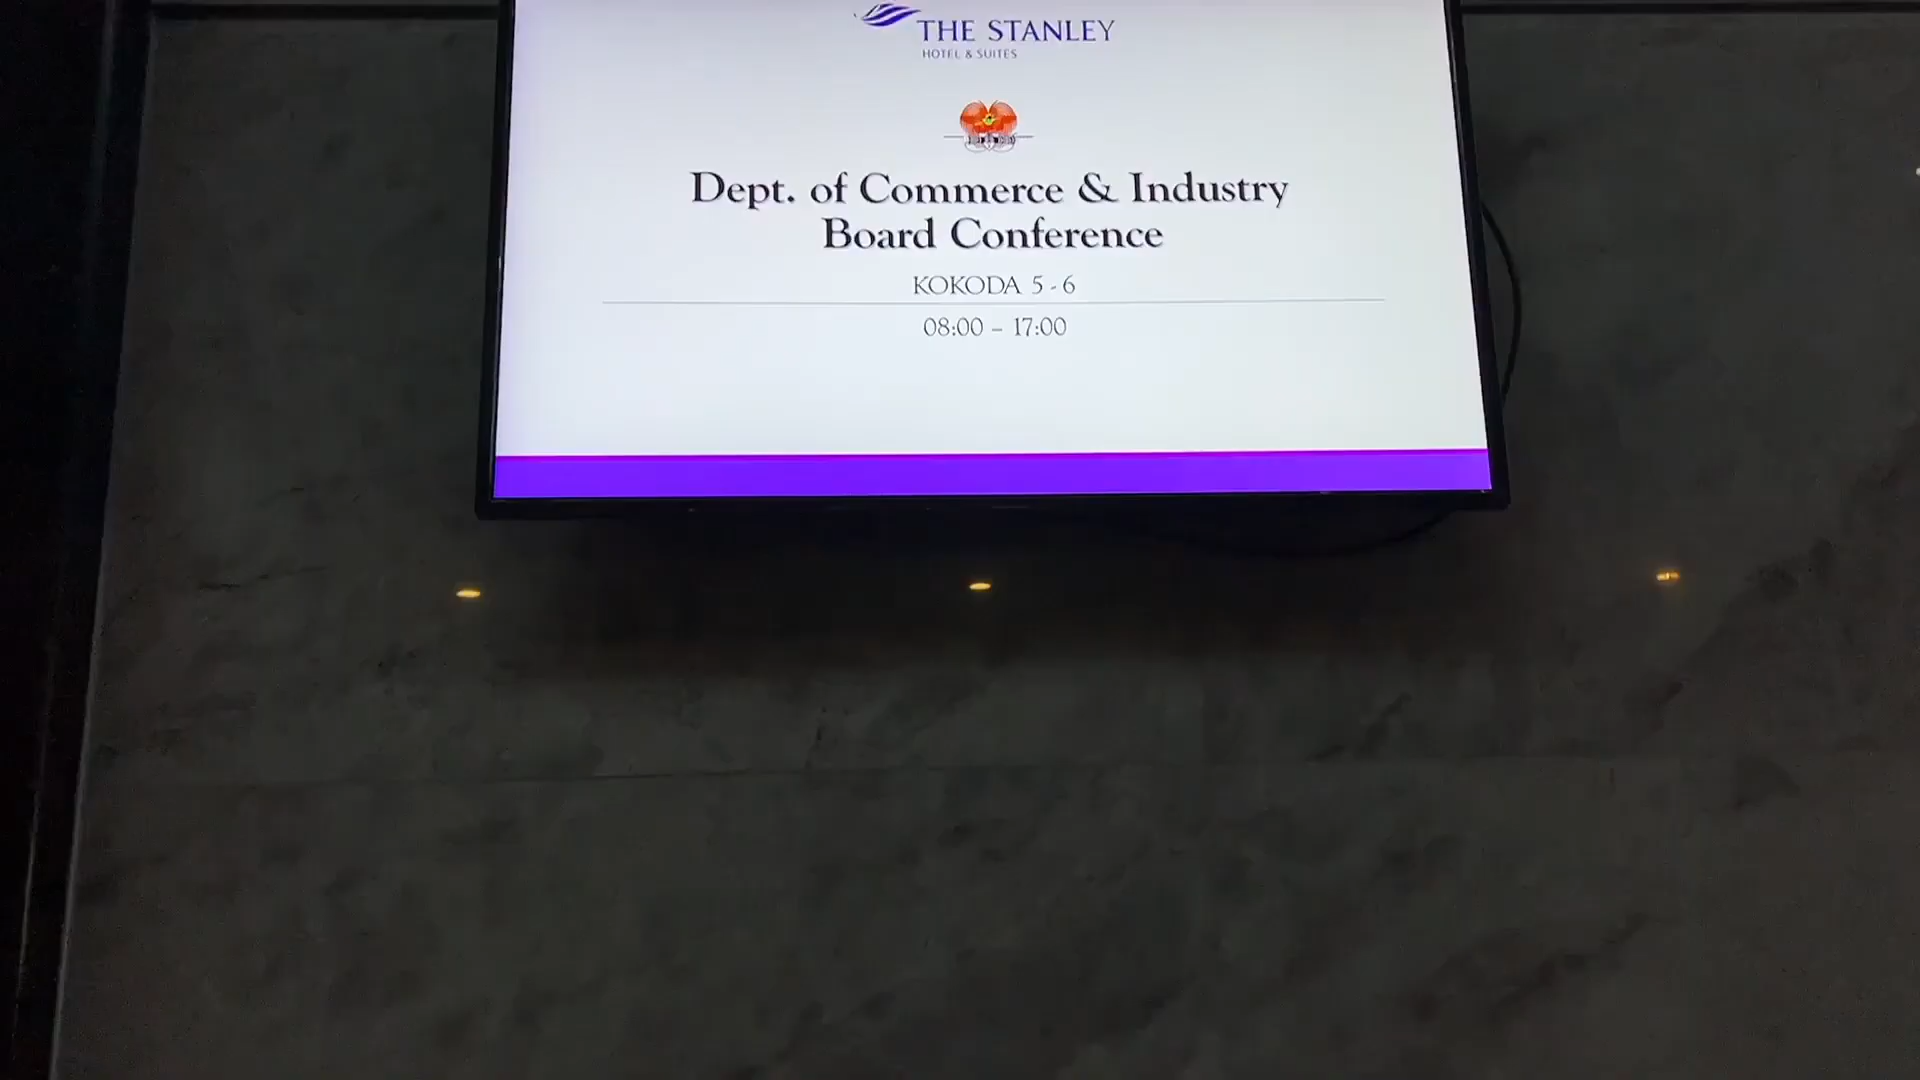 THE STANLEY
HOTEL & SUITES
Dept. of Commerce & Industry
Board Conference
KOKODA 5 - 6
08:00 – 17:00